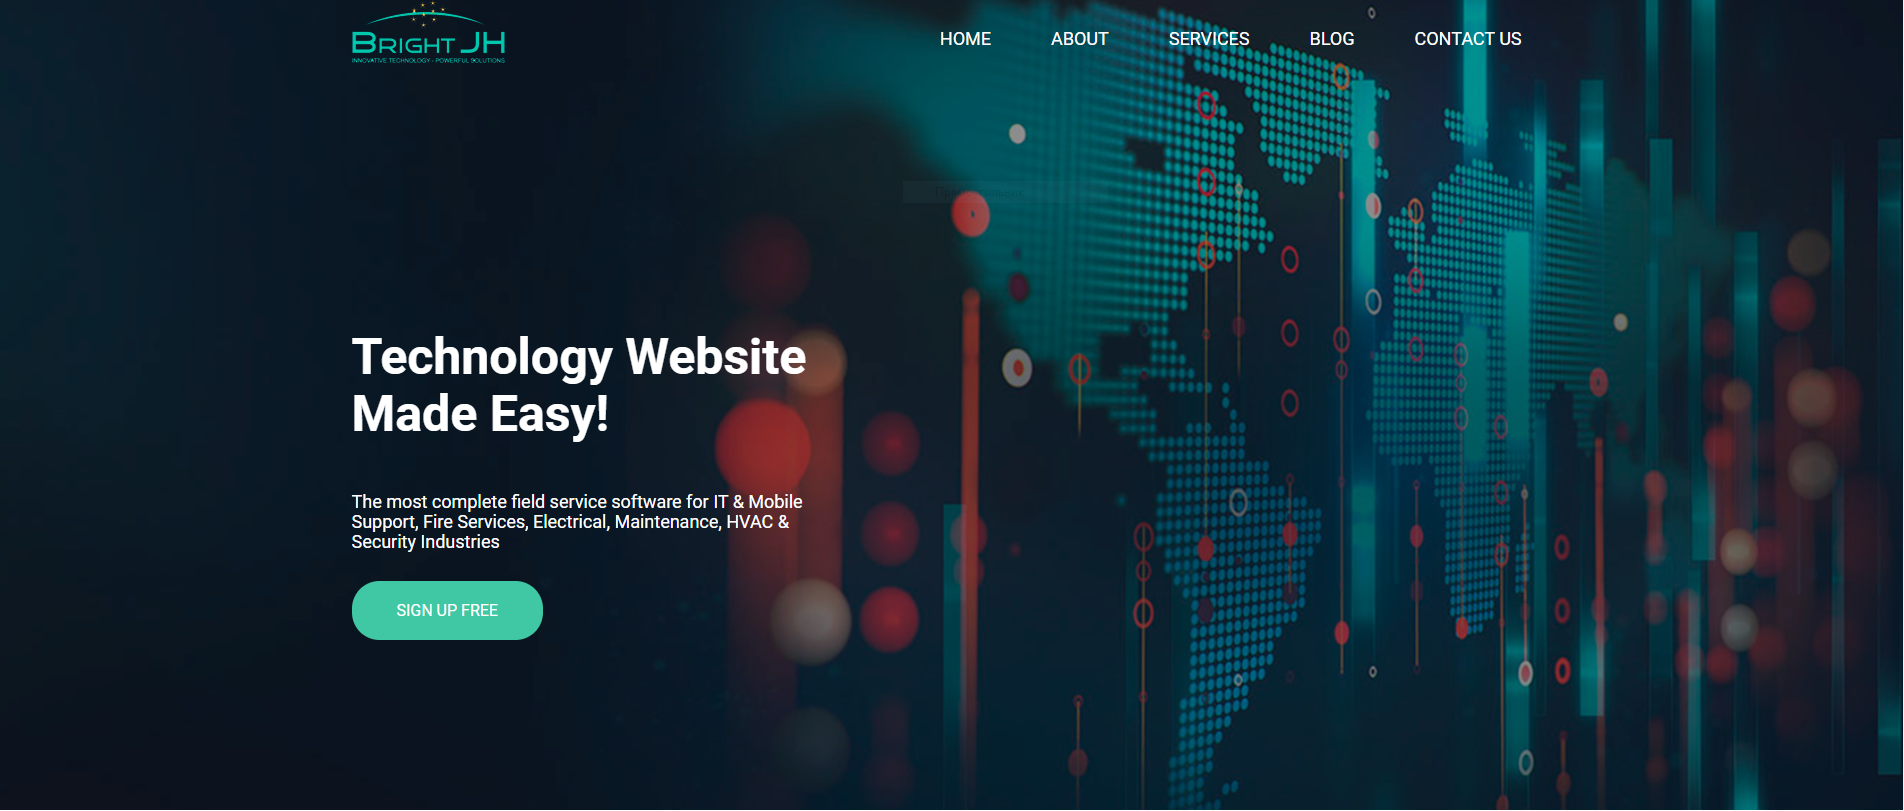 BRIGHT JH
INNOVATIVE TECHNOLOGY - POWERFUL SOLUTIONS
HOME ABOUT SERVICES BLOG CONTACT US
Technology Website
Made Easy!
The most complete field service software for IT & Mobile
Support, Fire Services, Electrical, Maintenance, HVAC &
Security Industries
SIGN UP FREE